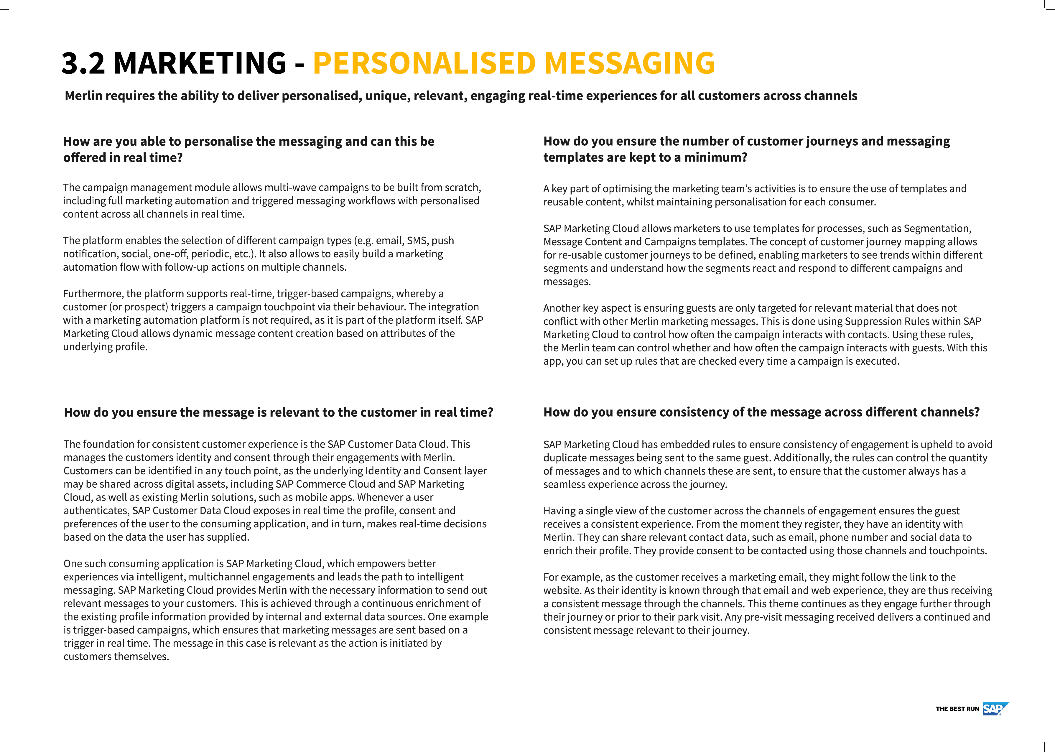 3.2 MARKETING - PERSONALISED MESSAGING
Merlin requires the ability to deliver personalised, unique, relevant, engaging real-time experiences for all customers across channels
How are you able to personalise the messaging and can this be
offered in real time?
The campaign management module allows multi-wave campaigns to be built from scratch,
including full marketing automation and triggered messaging workflows with personalised
content across all channels in real time.
The platform enables the selection of different campaign types (e.g. email, SMS, push
notification, social, one-off, periodic, etc.). It also allows to easily build a marketing
automation flow with follow-up actions on multiple channels.
Furthermore, the platform supports real-time, trigger-based campaigns, whereby a
customer (or prospect) triggers a campaign touchpoint via their behaviour. The integration
with a marketing automation platform is not required, as it is part of the platform itself. SAP
Marketing Cloud allows dynamic message content creation based on attributes of the
underlying profile.
How do you ensure the message is relevant to the customer in real time?
The foundation for consistent customer experience is the SAP Customer Data Cloud. This
manages the customers identity and consent through their engagements with Merlin.
Customers can be identified in any touch point, as the underlying Identity and Consent layer
may be shared across digital assets, including SAP Commerce Cloud and SAP Marketing
Cloud, as well as existing Merlin solutions, such as mobile apps. Whenever a user
authenticates, SAP Customer Data Cloud exposes in real time the profile, consent and
preferences of the user to the consuming application, and in turn, makes real-time decisions
based on the data the user has supplied.
One such consuming application is SAP Marketing Cloud, which empowers better
experiences via intelligent, multichannel engagements and leads the path to intelligent
messaging. SAP Marketing Cloud provides Merlin with the necessary information to send out
relevant messages to your customers. This is achieved through a continuous enrichment of
the existing profile information provided by internal and external data sources. One example
is trigger-based campaigns, which ensures that marketing messages are sent based on a
trigger in real time. The message in this case is relevant as the action is initiated by
customers themselves.
How do you ensure the number of customer journeys and messaging
templates are kept to a minimum?
A key part of optimising the marketing team's activities is to ensure the use of templates and
reusable content, whilst maintaining personalisation for each consumer.
SAP Marketing Cloud allows marketers to use templates for processes, such as Segmentation,
Message Content and Campaigns templates. The concept of customer journey mapping allows
for re-usable customer journeys to be defined, enabling marketers to see trends within different
segments and understand how the segments react and respond to different campaigns and
messages.
Another key aspect is ensuring guests are only targeted for relevant material that does not
conflict with other Merlin marketing messages. This is done using Suppression Rules within SAP
Marketing Cloud to control how often the campaign interacts with contacts. Using these rules,
the Merlin team can control whether and how often the campaign interacts with guests. With this
app, you can set up rules that are checked every time a campaign is executed.
How do you ensure consistency of the message across different channels?
SAP Marketing Cloud has embedded rules to ensure consistency of engagement is upheld to avoid
duplicate messages being sent to the same guest. Additionally, the rules can control the quantity
of messages and to which channels these are sent, to ensure that the customer always has a
seamless experience across the journey.
Having a single view of the customer across the channels of engagement ensures the guest
receives a consistent experience. From the moment they register, they have an identity with
Merlin. They can share relevant contact data, such as email, phone number and social data to
enrich their profile. They provide consent to be contacted using those channels and touchpoints.
For example, as the customer receives a marketing email, they might follow the link to the
website. As their identity is known through that email and web experience, they are thus receiving
a consistent message through the channels. This theme continues as they engage further through
their journey or prior to their park visit. Any pre-visit messaging received delivers a continued and
consistent message relevant to their journey.
THE BEST RUN SAP